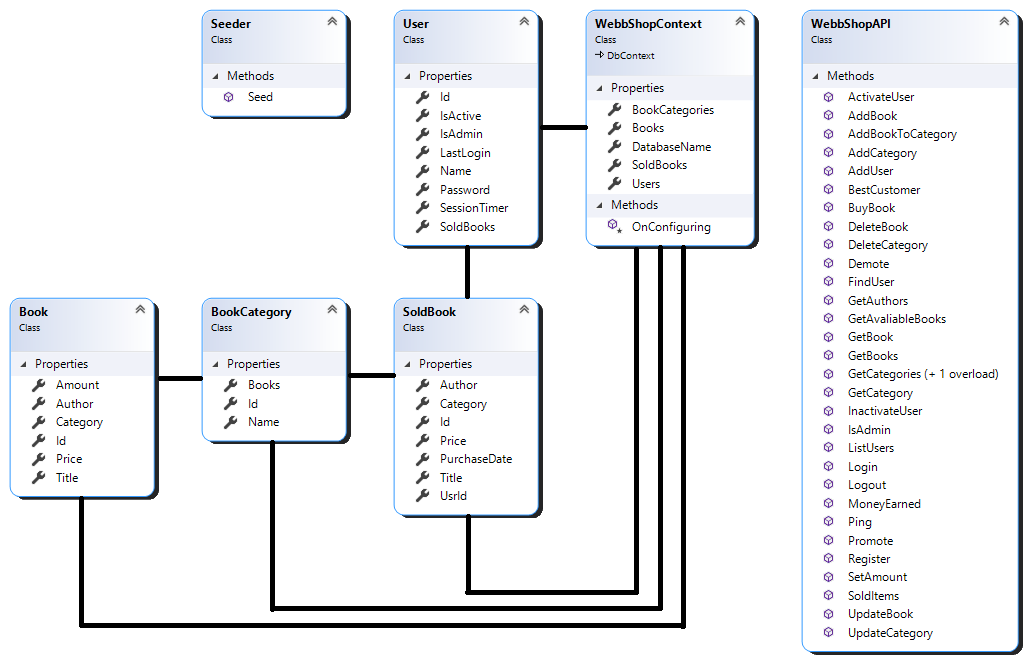 Seeder
Class
Methods
Seed
User
Class
Properties
Id
IsActive
IsAdmin
LastLogin
Name
Password
SessionTimer
SoldBooks
WebbShopContext
Class
DbContext
Properties
BookCategories
Books
DatabaseName
SoldBooks
Users
Methods
OnConfiguring
WebbShopAPI
Class
Methods
ActivateUser
AddBook
AddBookToCategory
AddCategory
AddUser
BestCustomer
BuyBook
DeleteBook
DeleteCategory
Demote
FindUser
GetAuthors
GetAvaliableBooks
GetBook
GetBooks
GetCategories (+ 1 overload)
GetCategory
InactivateUser
IsAdmin
ListUsers
Login
Logout
MoneyEarned
Ping
Promote
Register
SetAmount
SoldItems
UpdateBook
UpdateCategory
Book
Class
Properties
Amount
Author
Category
Id
Price
Title
BookCategory
Class
Properties
Books
Id
Name
SoldBook
Class
Properties
Author
Category
Id
Price
PurchaseDate
Title
UsrId